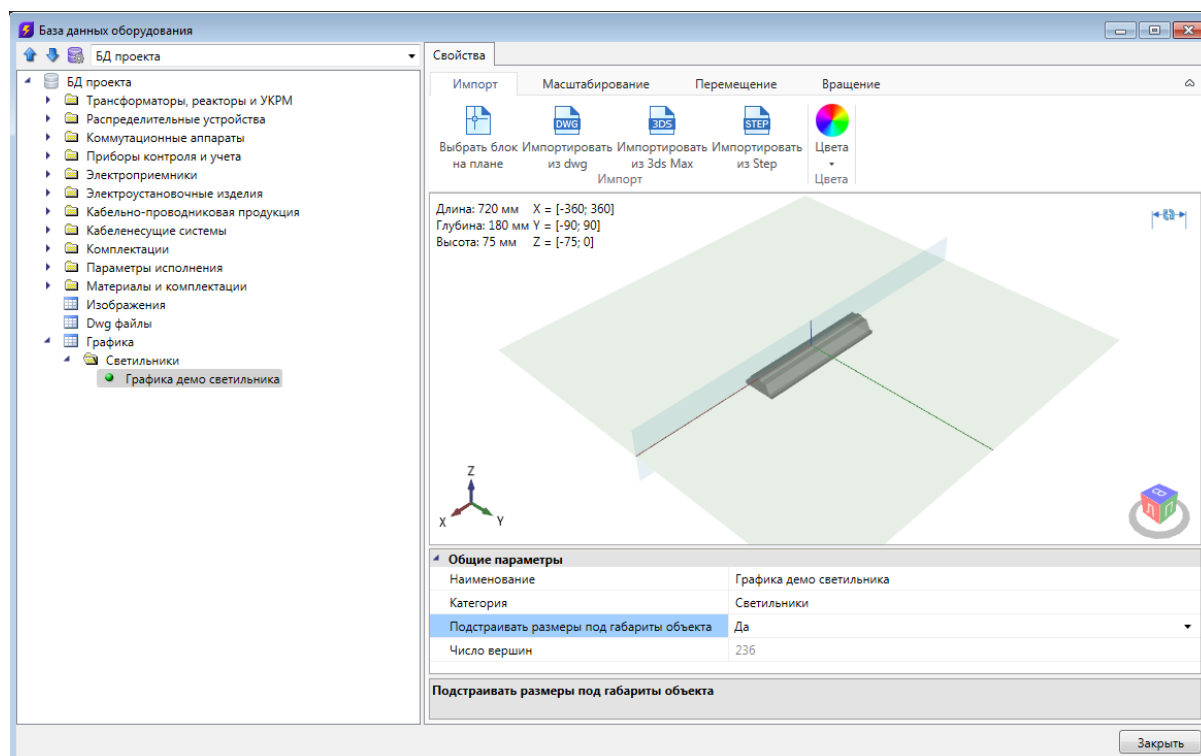 База данных оборудования
БД проекта
БД проекта
Трансформаторы, реакторы и УКРМ
Распределительные устройства
Коммутационные аппараты
Приборы контроля и учета
Электроприемники
Электроустановочные изделия
Кабельно-проводниковая продукция
Кабеленесущие системы
Комплектации
Параметры исполнения
Материалы и комплектации
Изображения
Dwg файлы
Графика
Светильники
Графика демо светильника
Свойства
Импорт Масштабирование Перемещение Вращение
DWG 3DS STEP
Выбрать блок Импортировать Импортировать Импортировать Цвета
на плане из dwg из 3ds Max из Step
Импорт Цвета
Длина: 720 мм X = [-360; 360]
Глубина: 180 мм Y = [-90; 90]
Высота: 75 мм Z = [-75; 0]
Z
X Y
В
Л П
Общие параметры
Наименование Графика демо светильника
Категория Светильники
Подстраивать размеры под габариты объекта Да
Число вершин 236
Подстраивать размеры под габариты объекта
Закрыть